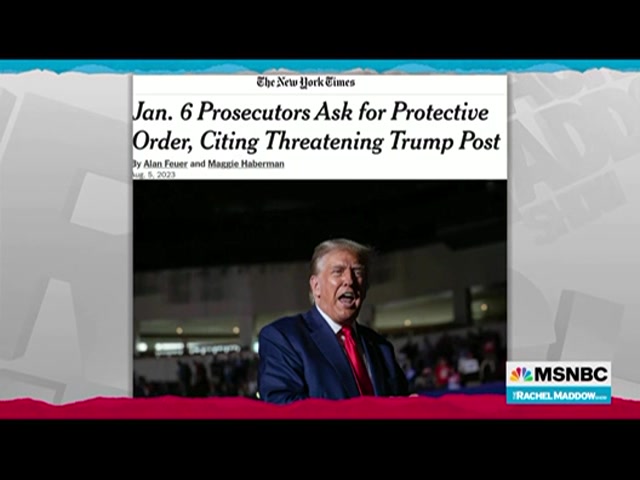 The New York Times
Jan. 6 Prosecutors Ask for Protective
Order, Citing Threatening Trump Post
By Alan Feuer and Maggie Haberman
Aug. 5, 2023
MSNBC
THE RACHEL MADDOW SHOW